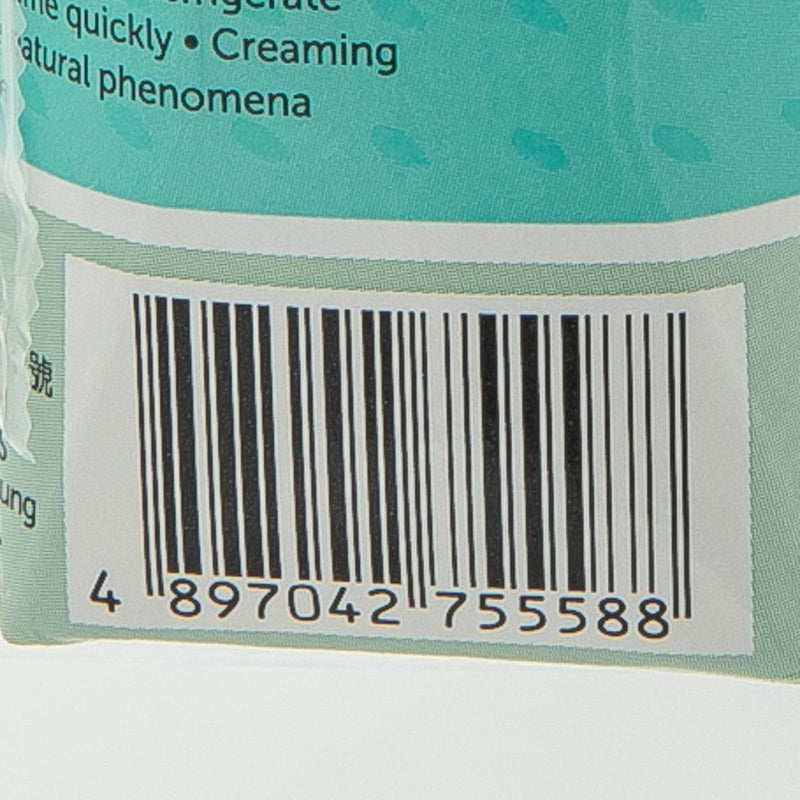 quickly • Creaming
phenomena
號
4 897042 755588